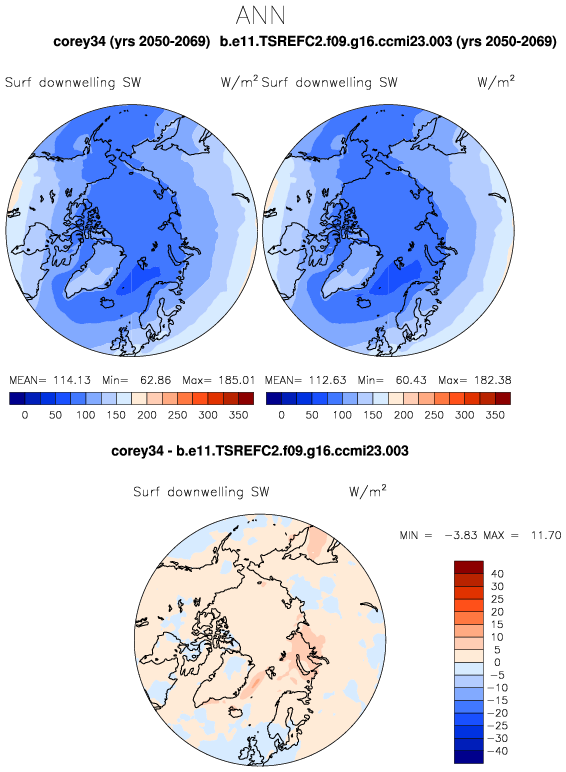 ANN
corey34 (yrs 2050-2069) b.e11.TSREFC2.f09.g16.ccmi23.003 (yrs 2050-2069)
Surf downwelling SW W/m² Surf downwelling SW W/m²
MEAN= 114.13 Min= 62.86 Max= 185.01 MEAN= 112.63 Min= 60.43 Max= 182.38
0 50 100 150 200 250 300 350 0 50 100 150 200 250 300 350
corey34 - b.e11.TSREFC2.f09.g16.ccmi23.003
Surf downwelling SW W/m²
MIN = -3.83 MAX = 11.70
40
30
25
20
15
10
5
0
-5
-10
-15
-20
-25
-30
-40